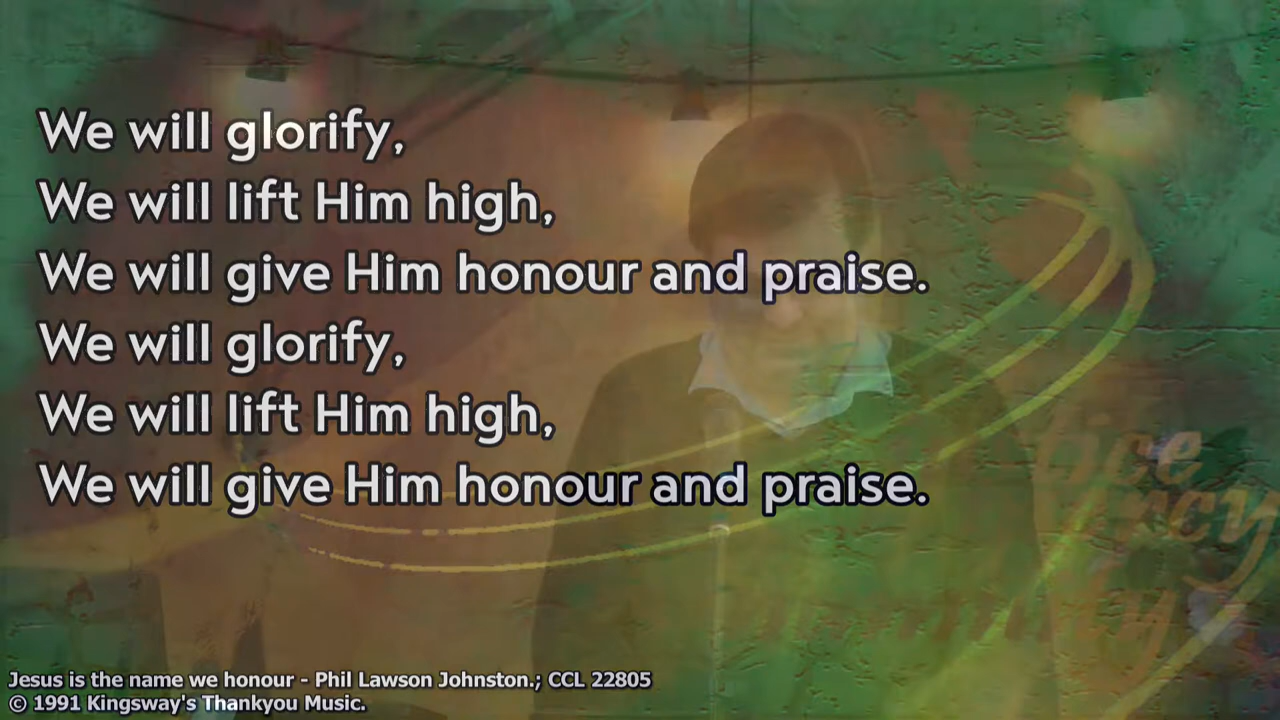 We will glorify,
We will lift Him high,
We will give Him honour and praise.
We will glorify,
We will lift Him high,
We will give Him honour and praise.
Jesus is the name we honour - Phil Lawson Johnston.; CCL 22805
© 1991 Kingsway's Thankyou Music.